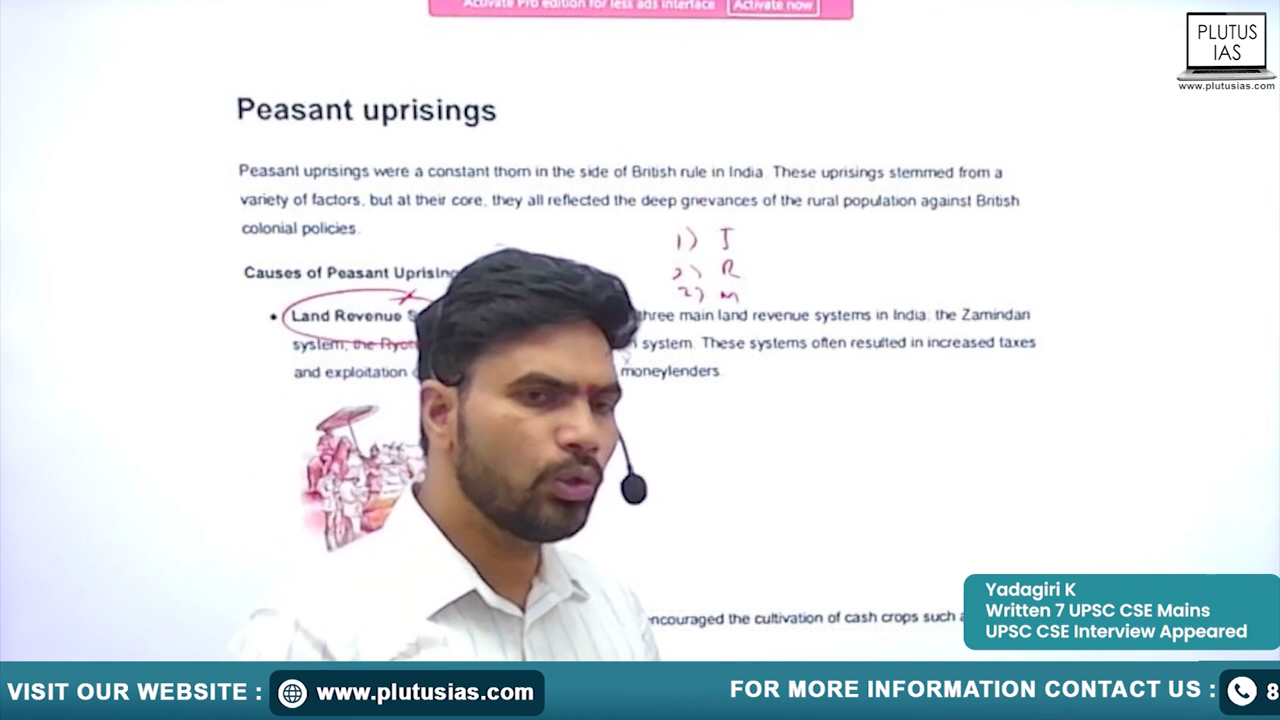 Activate Pro edition for less ads interface Activate now
PLUTUS
IAS
www.plutusias.com
Peasant uprisings
Peasant uprisings were a constant thorn in the side of British rule in India. These uprisings stemmed from a
variety of factors, but at their core, they all reflected the deep grievances of the rural population against British
colonial policies.
1) J
2) R
3) M
Causes of Peasant Uprising
• Land Revenue S three main land revenue systems in India: the Zamindari
system, the Ryot system. These systems often resulted in increased taxes
and exploitation moneylenders.
ncouraged the cultivation of cash crops such a
Yadagiri K
Written 7 UPSC CSE Mains
UPSC CSE Interview Appeared
VISIT OUR WEBSITE : www.plutusias.com
FOR MORE INFORMATION CONTACT US : 8